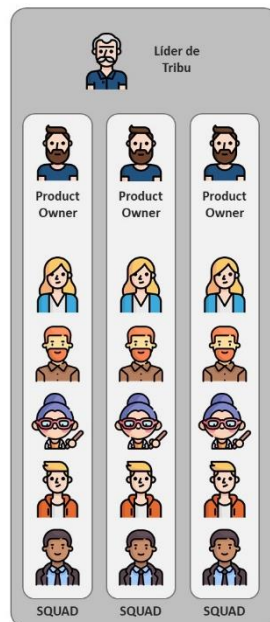 Líder de
Tribu
Product
Owner
Product
Owner
Product
Owner
SQUAD
SQUAD
SQUAD